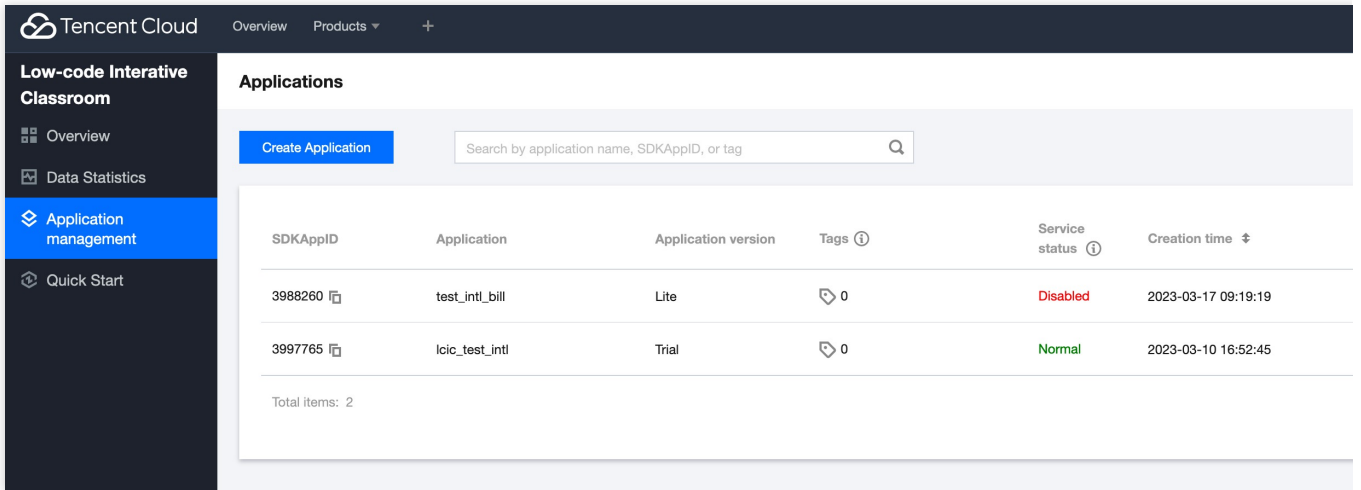 Tencent Cloud Overview Products +
Low-code Interative
Classroom
Overview
Data Statistics
Application
management
Quick Start
Applications
Create Application
Search by application name, SDKAppID, or tag
SDKAppID Application Application version Tags Service status Creation time
3988260 test_intl_bill Lite 0 Disabled 2023-03-17 09:19:19
3997765 lcic_test_intl Trial 0 Normal 2023-03-10 16:52:45
Total items: 2